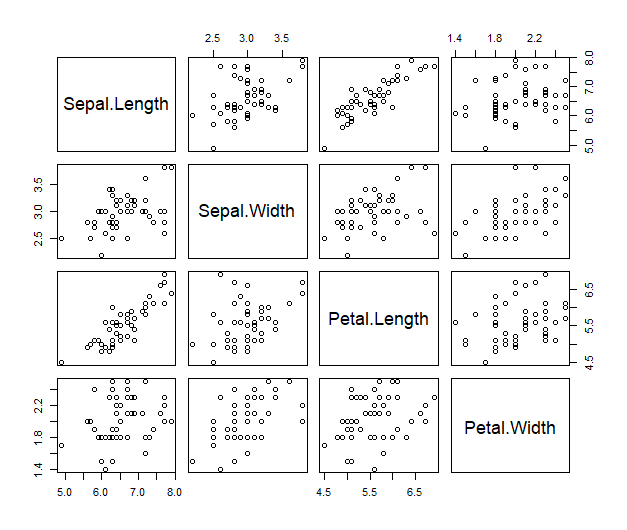 2.5 3.0 3.5 1.4 1.8 2.2
Sepal.Length
5.0 6.0 7.0 8.0
2.5 3.0 3.5
Sepal.Width
Petal.Length
4.5 5.5 6.5
1.4 1.8 2.2
Petal.Width
5.0 6.0 7.0 8.0 4.5 5.5 6.5